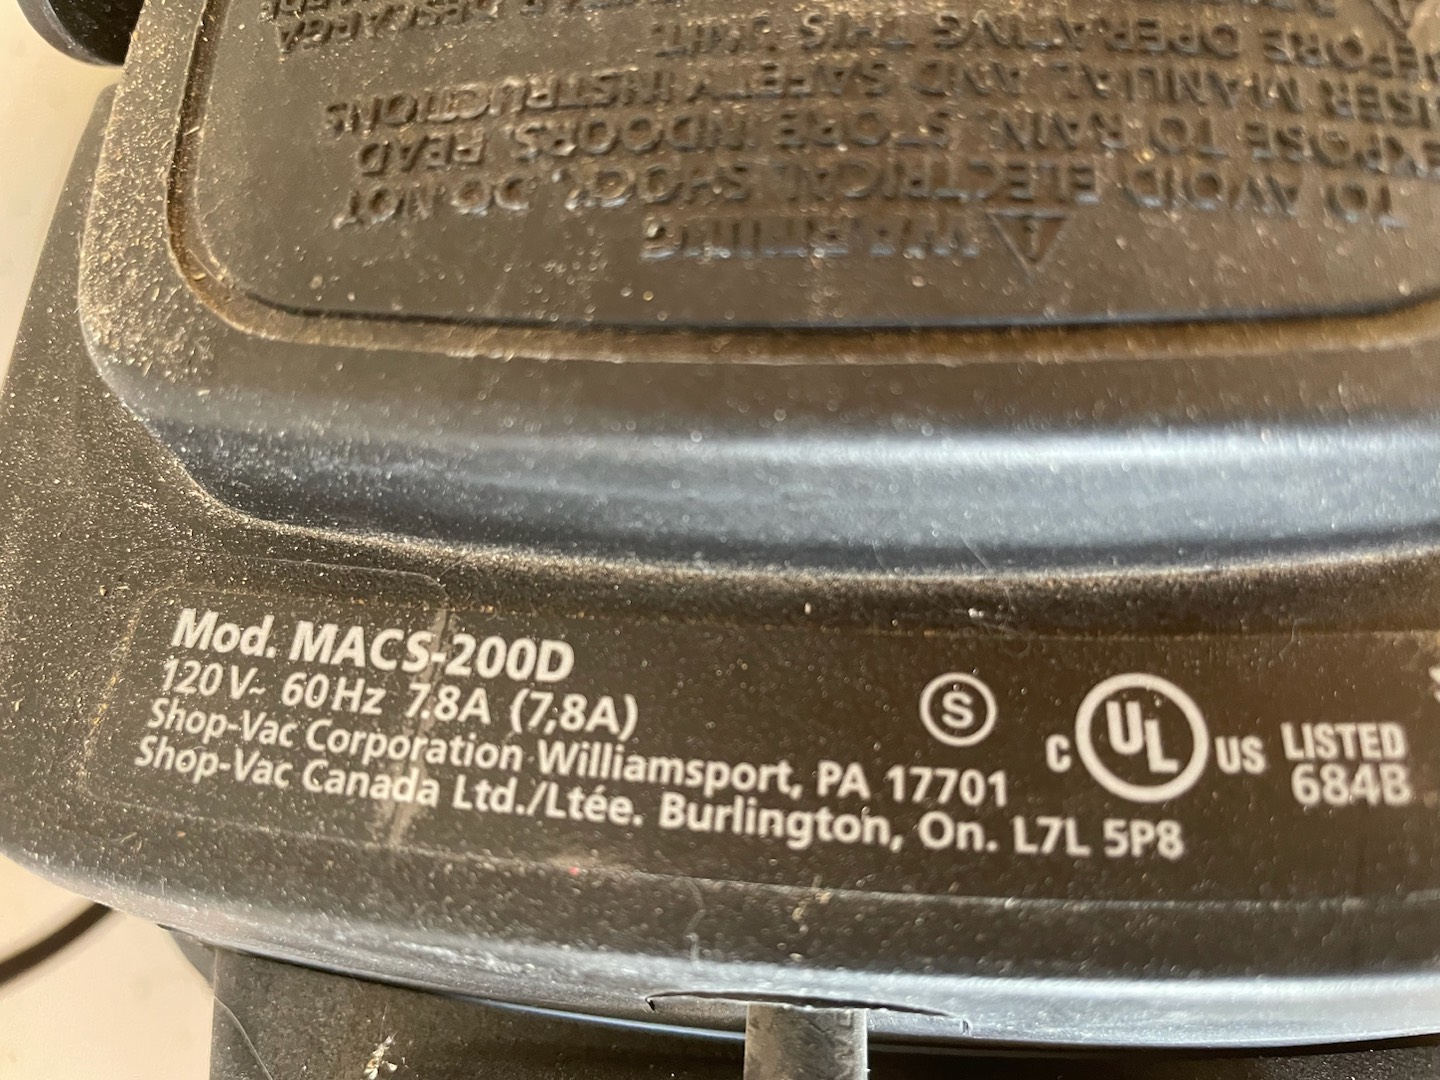 WARNING
TO AVOID ELECTRICAL SHOCK, DO NOT
EXPOSE TO RAIN. STORE INDOORS. READ
USER MANUAL AND SAFETY INSTRUCTIONS
BEFORE OPERATING THIS UNIT.
DESCARGA
Mod. MACS-200D
120V~ 60Hz 7.8A (7,8A)
Shop-Vac Corporation Williamsport, PA 17701
Shop-Vac Canada Ltd./Ltée. Burlington, On. L7L 5P8
S
C UL US LISTED
684B